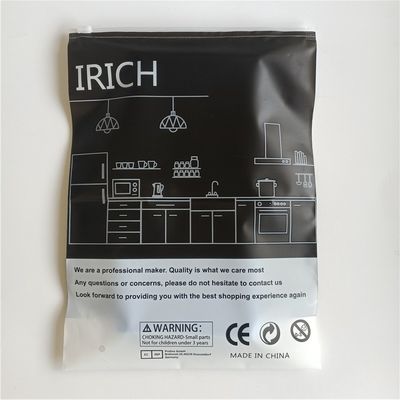 IRICH
We are a professional maker. Quality is what we care most
Any questions or concerns, please do not hesitate to contact us
Look forward to providing you with the best shopping experience again
WARNING:
CHOKING HAZARD-Small parts
Not for children under 3 years
EC REP
CE
MADE IN CHINA